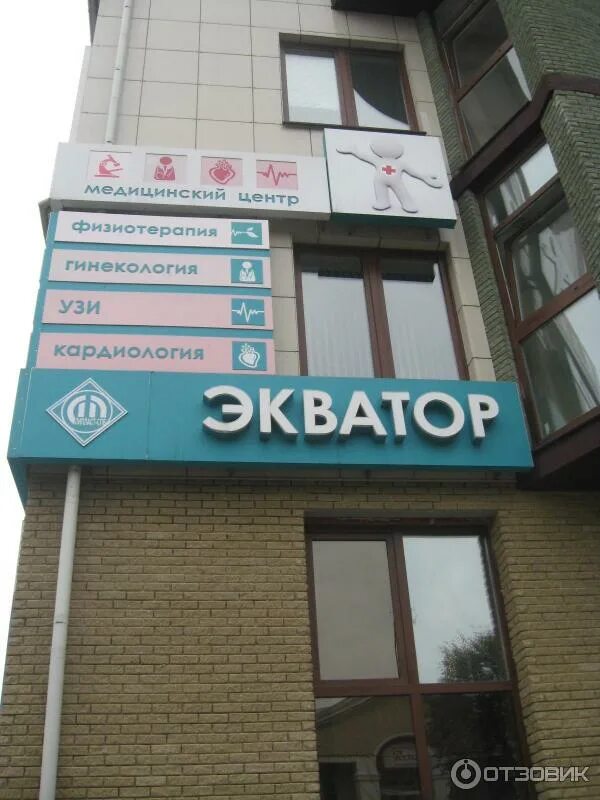 медицинский центр
физиотерапия
гинекология
УЗИ
кардиология
ЭКВАТОР
ОТЗОВИК